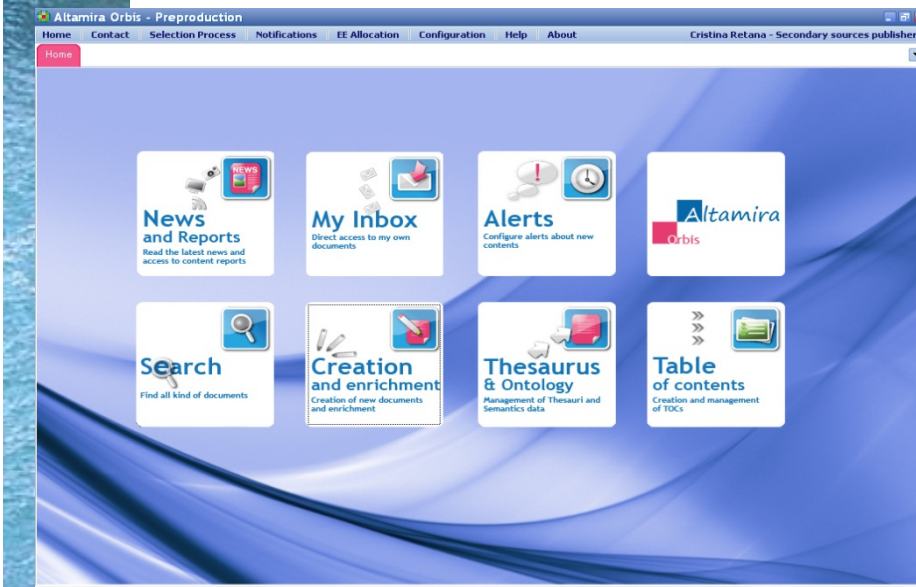 Altamira Orbis - Preproduction
Home Contact Selection Process Notifications EE Allocation Configuration Help About Cristina Retana - Secondary sources publisher
Home
NEWS
News
and Reports
Read the latest news and
access to content reports
My Inbox
Direct access to my own
documents
Alerts
Configure alerts about new
contents
Altamira
Orbis
Search
Find all kind of documents
Creation
and enrichment
Creation of new documents
and enrichment
Thesaurus
& Ontology
Management of Thesauri and
Semantics data
Table
of contents
Creation and management
of TOCs